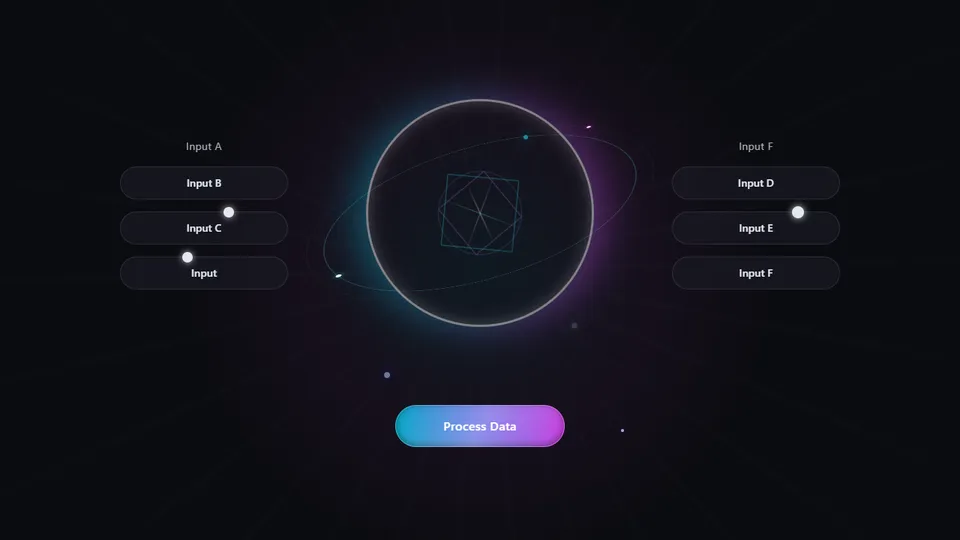 Input A
Input B
Input C
Input
Input F
Input D
Input E
Input F
Process Data